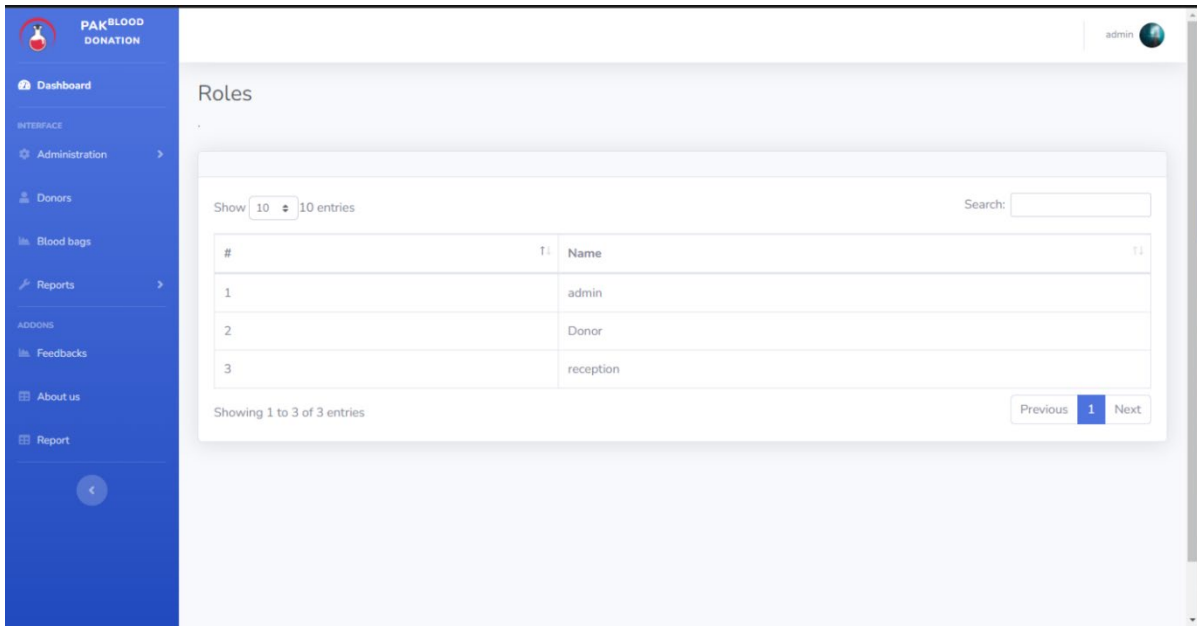 PAKBLOOD
DONATION
admin
Dashboard
INTERFACE
Administration
Donors
Blood bags
Reports
ADDONS
Feedbacks
About us
Report
Roles
.
Show 10 10 entries
Search:
# Name
1 admin
2 Donor
3 reception
Showing 1 to 3 of 3 entries
Previous 1 Next